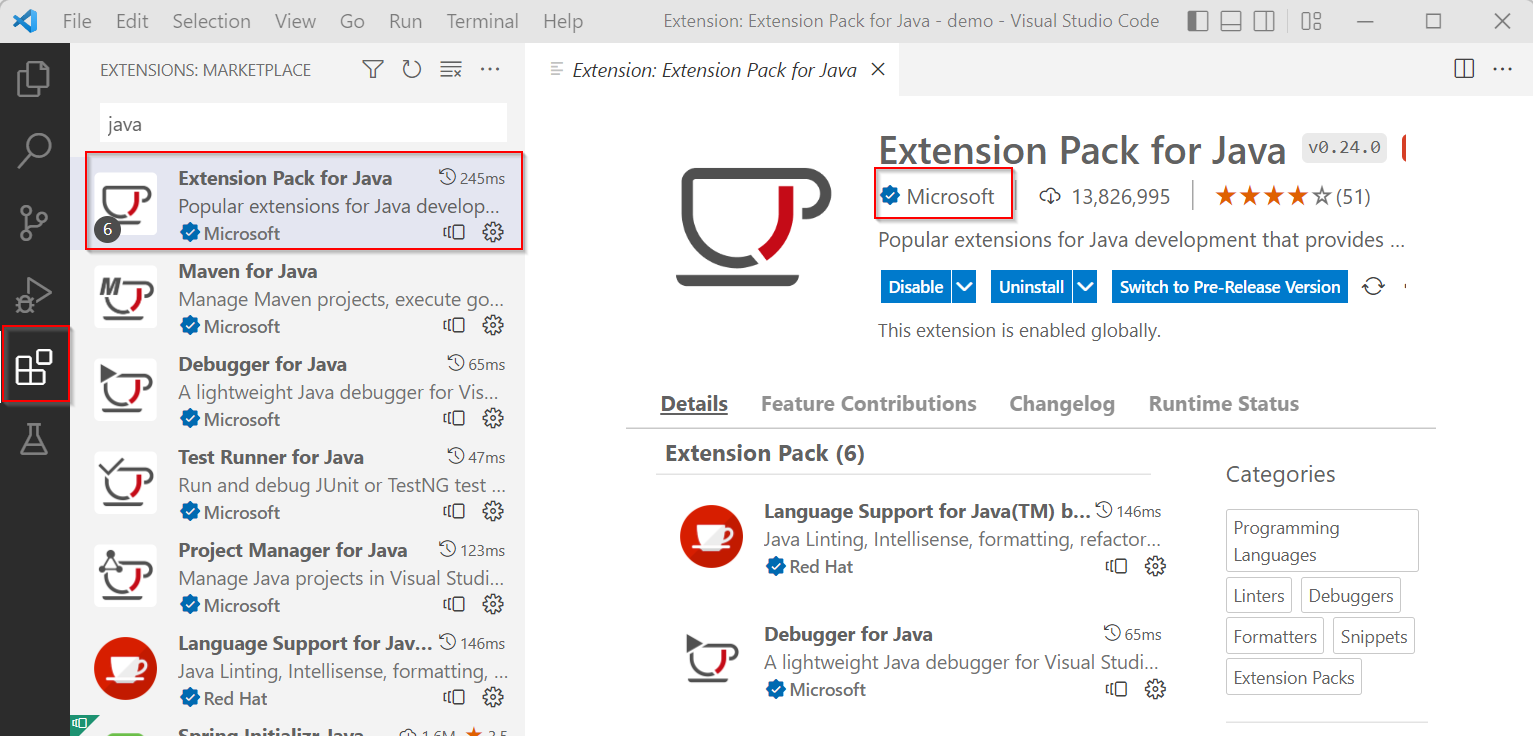 File Edit Selection View Go Run Terminal Help Extension: Extension Pack for Java - demo - Visual Studio Code
EXTENSIONS: MARKETPLACE
java
Extension Pack for Java 245ms
Popular extensions for Java develop...
6
Microsoft
Maven for Java
Manage Maven projects, execute go...
Microsoft
Debugger for Java 65ms
A lightweight Java debugger for Vis...
Microsoft
Test Runner for Java 47ms
Run and debug JUnit or TestNG test ...
Microsoft
Project Manager for Java 123ms
Manage Java projects in Visual Studi...
Microsoft
Language Support for Jav... 146ms
Java Linting, Intellisense, formatting, ...
Red Hat
Spring Initializr Java 1.6M 3.5
Extension: Extension Pack for Java
Extension Pack for Java v0.24.0
Microsoft 13,826,995 (51)
Popular extensions for Java development that provides ...
Disable Uninstall Switch to Pre-Release Version
This extension is enabled globally.
Details Feature Contributions Changelog Runtime Status
Extension Pack (6)
Language Support for Java(TM) b... 146ms
Java Linting, Intellisense, formatting, refactor...
Red Hat
Debugger for Java 65ms
A lightweight Java debugger for Visual Studi...
Microsoft
Categories
Programming
Languages
Linters Debuggers
Formatters Snippets
Extension Packs